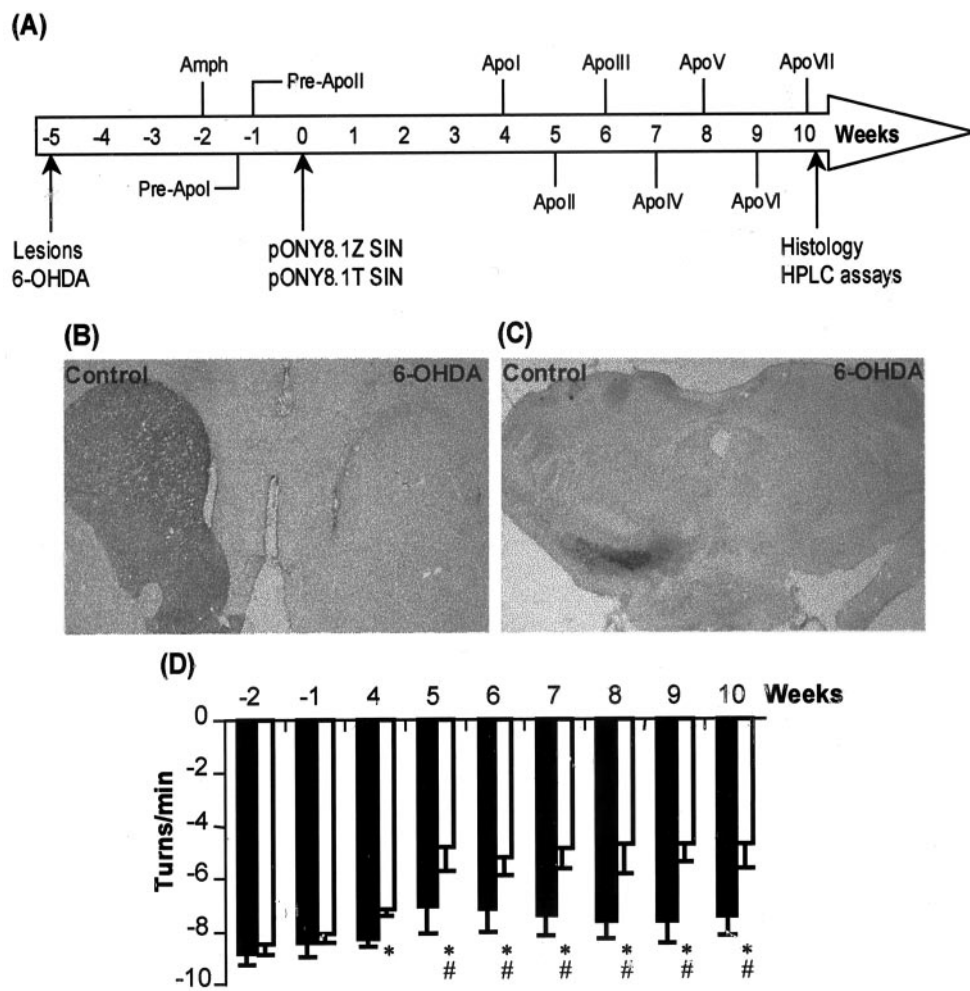 (A)
Amph Pre-ApoII ApoI ApoIII ApoV ApoVII
-5 -4 -3 -2 -1 0 1 2 3 4 5 6 7 8 9 10 Weeks
Pre-ApoI ApoII ApoIV ApoVI
Lesions pONY8.1Z SIN Histology
6-OHDA pONY8.1T SIN HPLC assays
(B) (C)
Control 6-OHDA Control 6-OHDA
(D)
-2 -1 4 5 6 7 8 9 10 Weeks
0
-2
-4
-6
-8
-10
Turns/min
* * * * * * *
# # # # # #